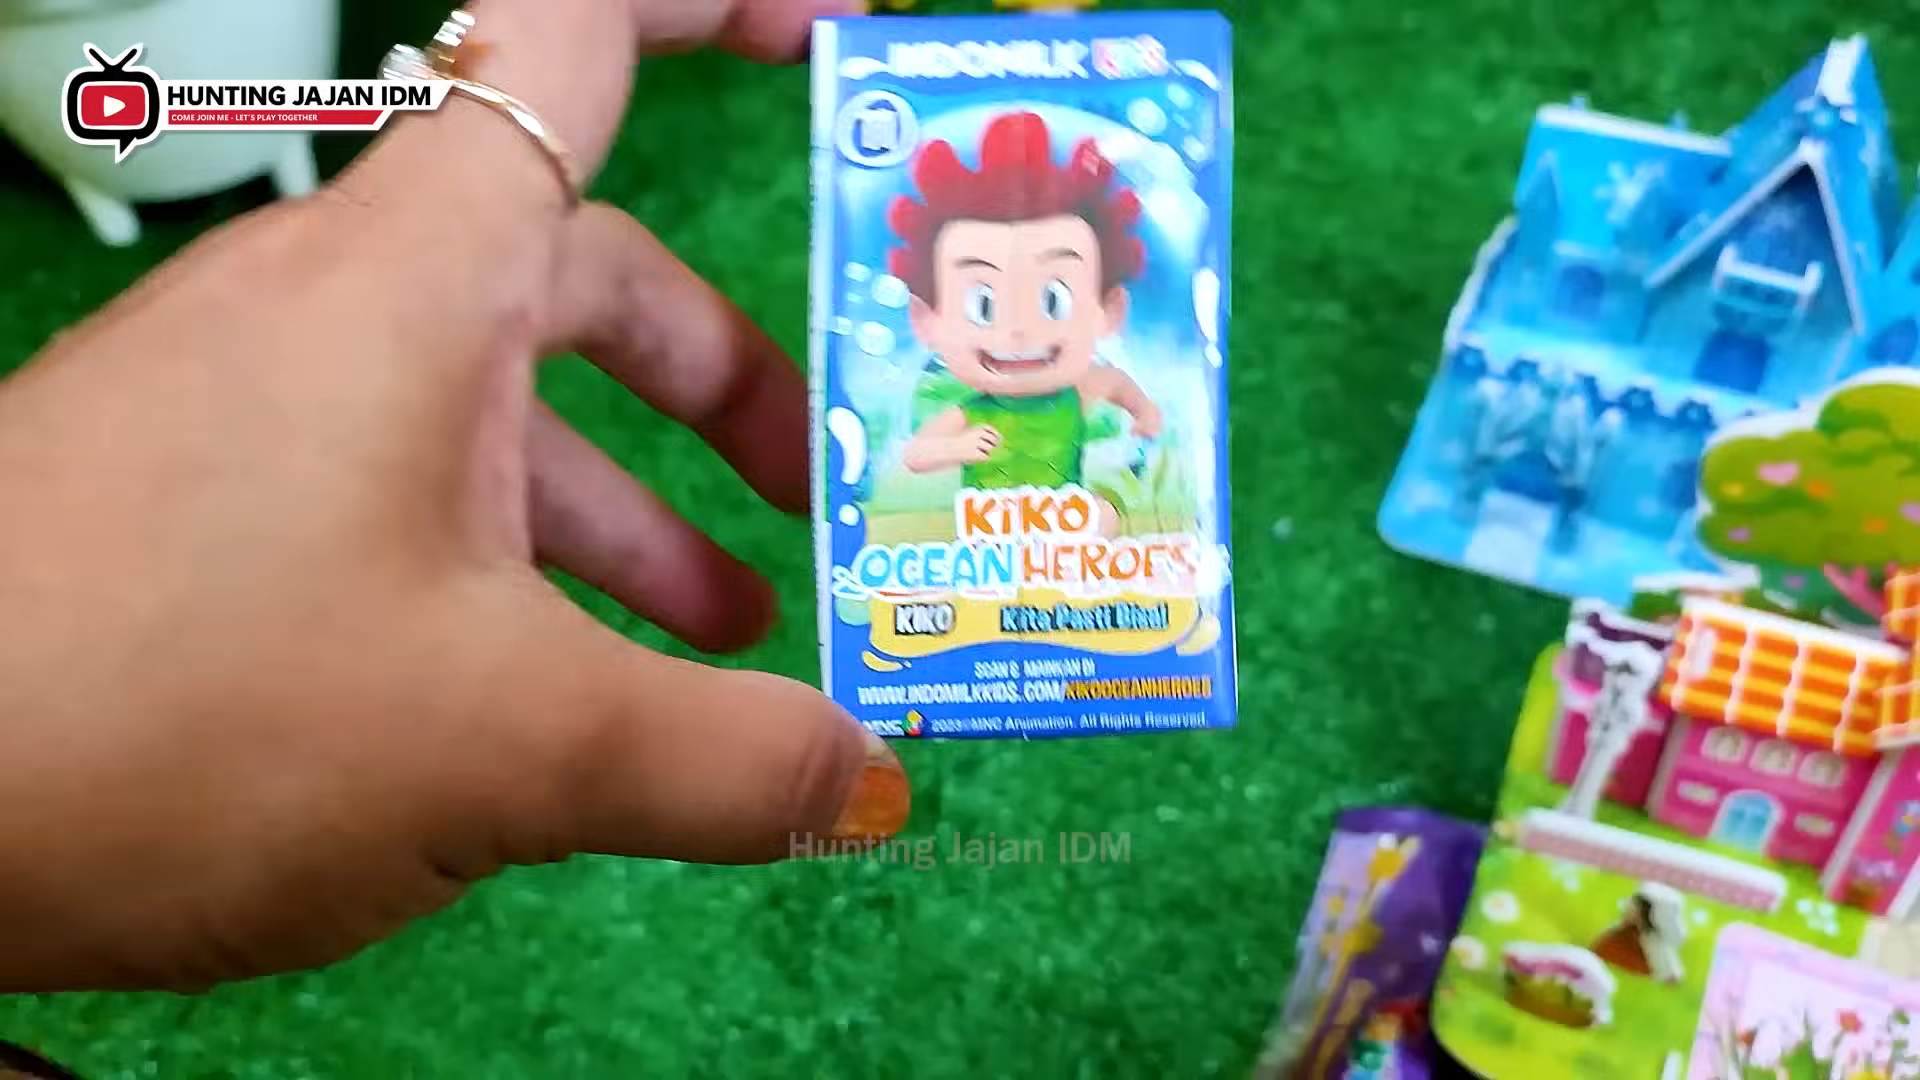 HUNTING JAJAN IDM
COME JOIN ME - LET'S PLAY TOGETHER
INDOMILK KIDS
KIKO
OCEAN HEROES
KIKO
Kita Pasti Bisa!
SCAN & MAINKAN DI
WWW.INDOMILKKIDS.COM/KIKOOCEANHEROES
2023©MNC Animation. All Rights Reserved.
Hunting Jajan IDM